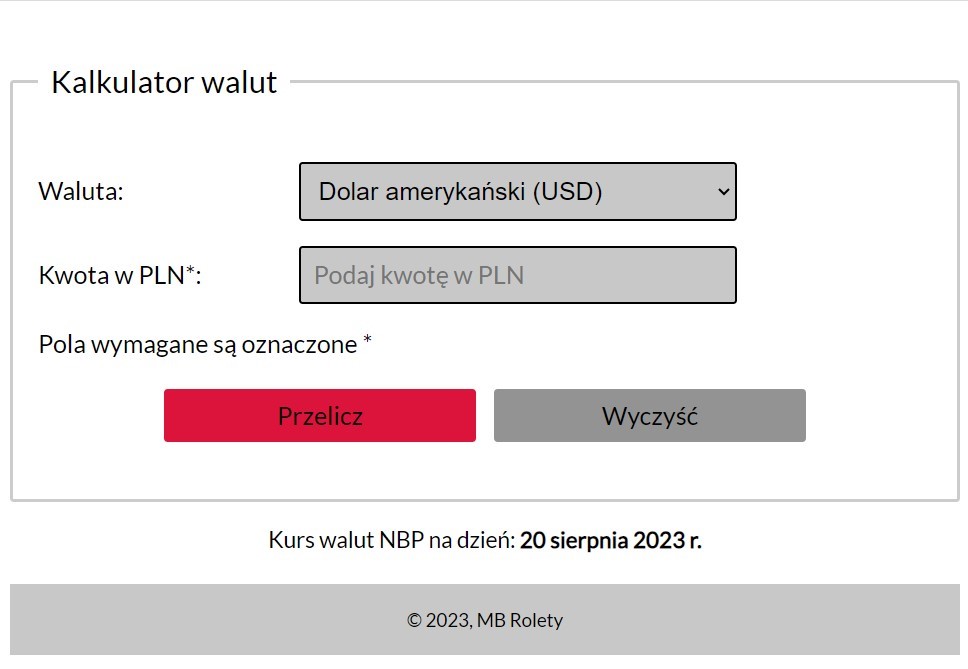 Kalkulator walut
Waluta: Dolar amerykański (USD)
Kwota w PLN*: Podaj kwotę w PLN
Pola wymagane są oznaczone *
Przelicz Wyczyść
Kurs walut NBP na dzień: 20 sierpnia 2023 r.
© 2023, MB Rolety